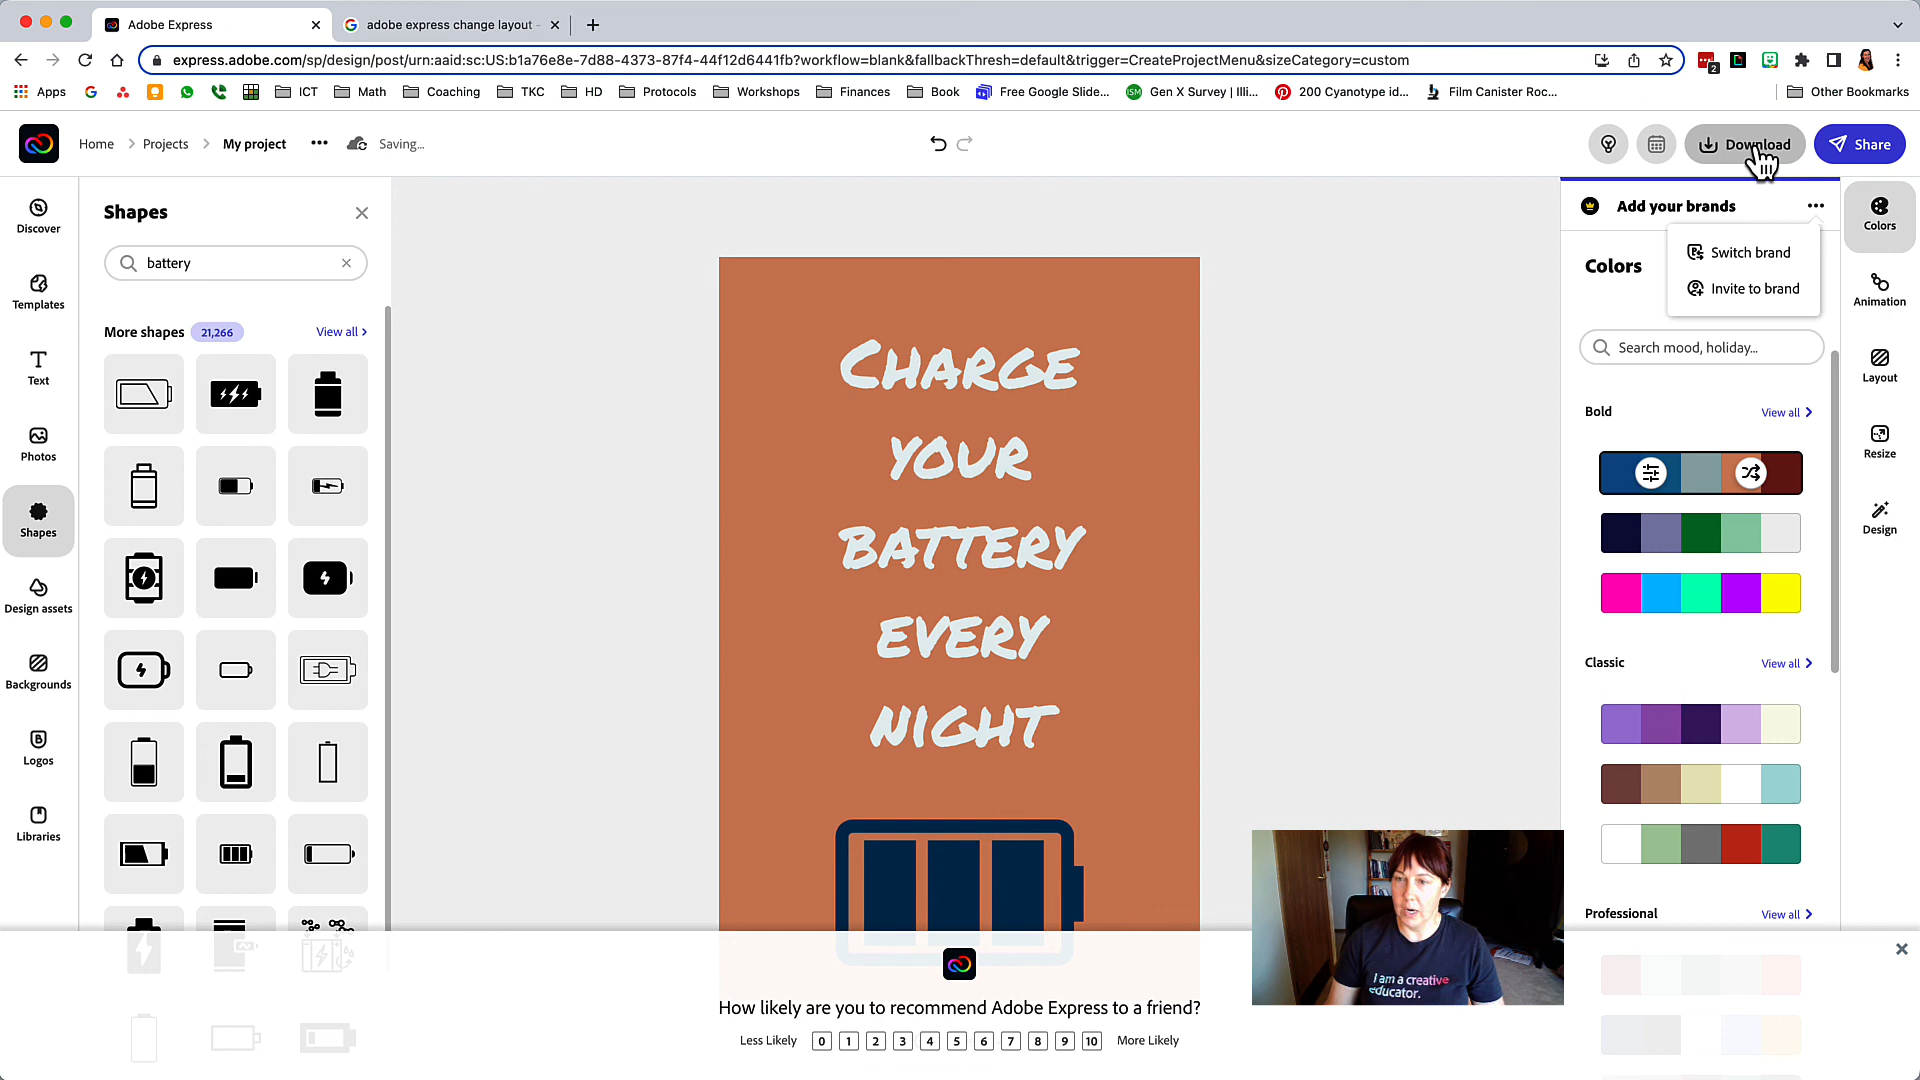 Adobe Express
adobe express change layout -
express.adobe.com/sp/design/post/urn:aaid:sc:US:b1a76e8e-7d88-4373-87f4-44f12d6441fb?workflow=blank&fallbackThresh=default&trigger=CreateProjectMenu&sizeCategory=custom
2
Apps
ICT
Math
Coaching
TKC
HD
Protocols
Workshops
Finances
Book
Free Google Slide...
ISM
Gen X Survey | Illi...
200 Cyanotype id...
Film Canister Roc...
Other Bookmarks
Home
Projects
My project
Saving...
Download
Share
Discover
Templates
Text
Photos
Shapes
Design assets
Backgrounds
Logos
Libraries
Shapes
battery
More shapes 21,266 View all
CHARGE
YOUR
BATTERY
EVERY
NIGHT
Add your brands
Switch brand
Invite to brand
Colors
Search mood, holiday...
Bold View all
Classic View all
Professional View all
Colors
Animation
Layout
Resize
Design
I am a creative
educator.
How likely are you to recommend Adobe Express to a friend?
Less Likely 0 1 2 3 4 5 6 7 8 9 10 More Likely